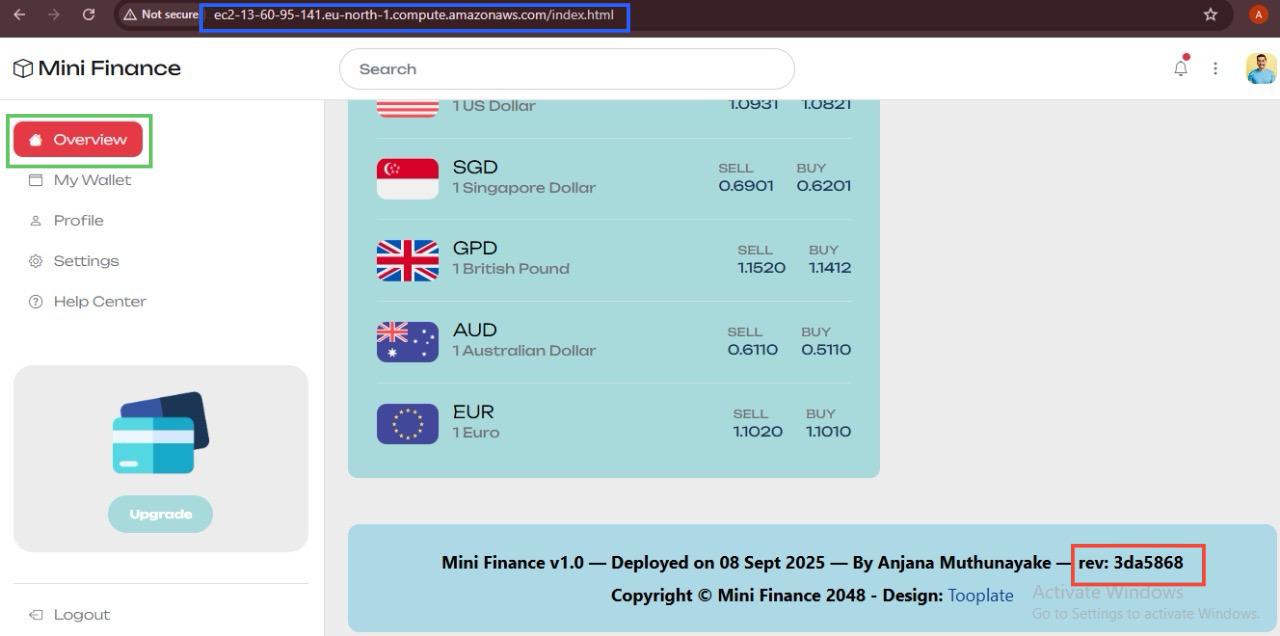 Not secure ec2-13-60-95-141.eu-north-1.compute.amazonaws.com/index.html A
Mini Finance
Search
Overview
My Wallet
Profile
Settings
Help Center
Upgrade
Logout
1 US Dollar 1.0931 1.0821
SGD SELL BUY
1 Singapore Dollar 0.6901 0.6201
GPD SELL BUY
1 British Pound 1.1520 1.1412
AUD SELL BUY
1 Australian Dollar 0.6110 0.5110
EUR SELL BUY
1 Euro 1.1020 1.1010
Mini Finance v1.0 — Deployed on 08 Sept 2025 — By Anjana Muthunayake — rev: 3da5868
Copyright © Mini Finance 2048 - Design: Tooplate
Activate Windows
Go to Settings to activate Windows.